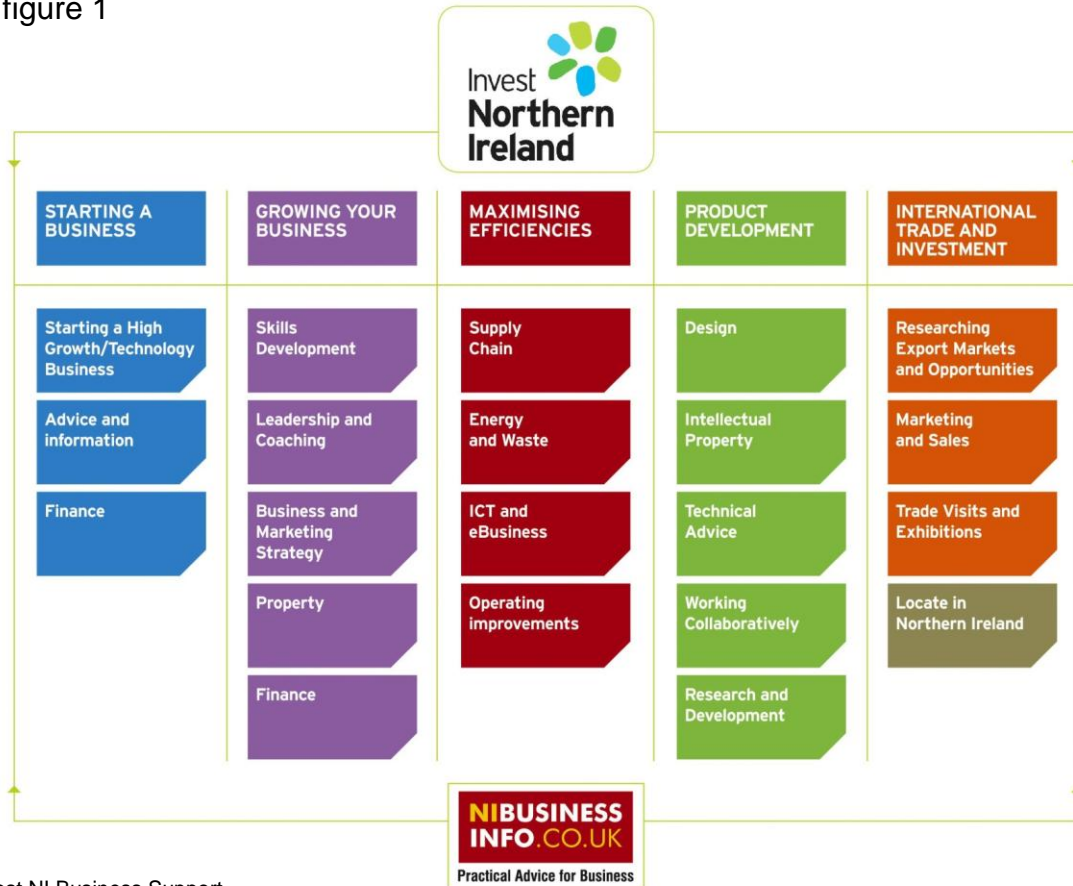 figure 1
Invest
Northern
Ireland
STARTING A
BUSINESS
GROWING YOUR
BUSINESS
MAXIMISING
EFFICIENCIES
PRODUCT
DEVELOPMENT
INTERNATIONAL
TRADE AND
INVESTMENT
Starting a High
Growth/Technology
Business
Advice and
information
Finance
Skills
Development
Leadership and
Coaching
Business and
Marketing
Strategy
Property
Finance
Supply
Chain
Energy
and Waste
ICT and
eBusiness
Operating
improvements
Design
Intellectual
Property
Technical
Advice
Working
Collaboratively
Research and
Development
Researching
Export Markets
and Opportunities
Marketing
and Sales
Trade Visits and
Exhibitions
Locate in
Northern Ireland
NIBUSINESS
INFO.CO.UK
Practical Advice for Business
NI Business Support